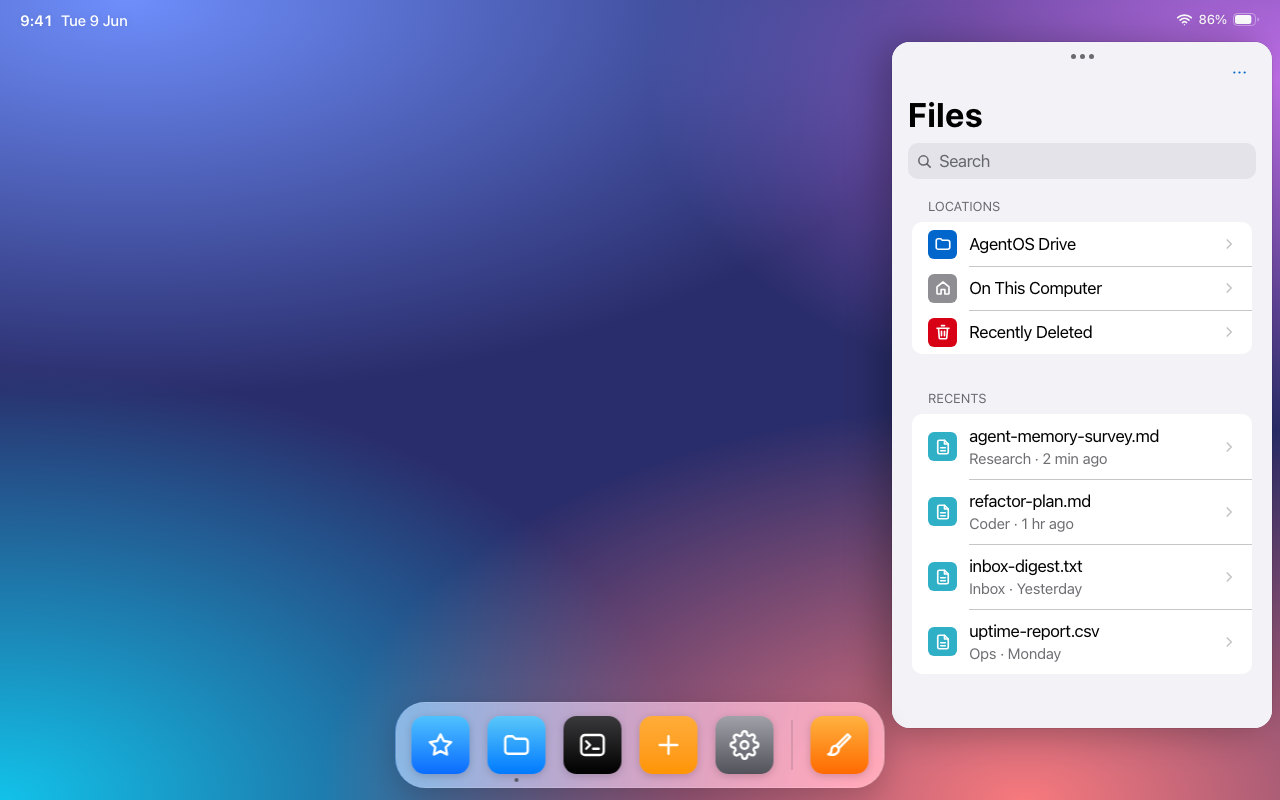 9:41 Tue 9 Jun
86%
Files
Search
LOCATIONS
AgentOS Drive
On This Computer
Recently Deleted
RECENTS
agent-memory-survey.md
Research · 2 min ago
refactor-plan.md
Coder · 1 hr ago
inbox-digest.txt
Inbox · Yesterday
uptime-report.csv
Ops · Monday